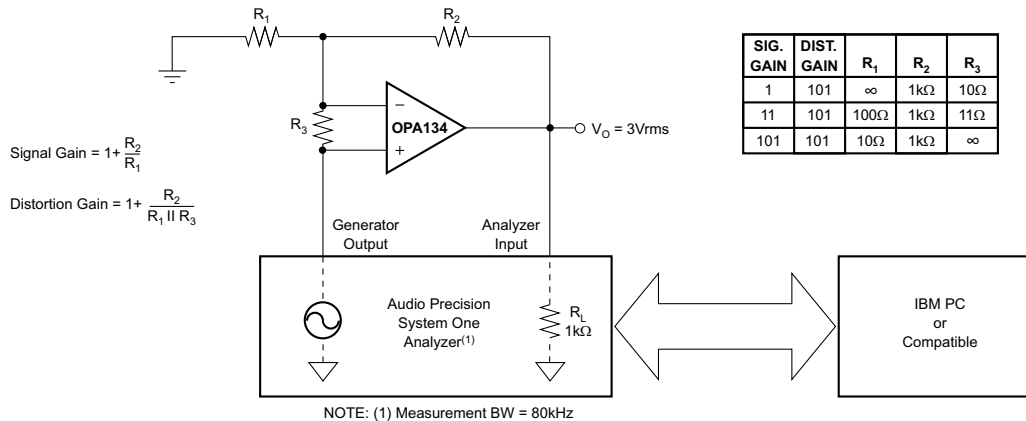 R1
R2
SIG. GAIN
DIST. GAIN
R1
R2
R3
1
101
∞
1kΩ
10Ω
11
101
100Ω
1kΩ
11Ω
101
101
10Ω
1kΩ
∞
R3
−
+
OPA134
VO = 3Vrms
Signal Gain = 1+ R2
R1
Distortion Gain = 1+ R2
R1 II R3
Generator
Output
Analyzer
Input
Audio Precision
System One
Analyzer(1)
RL
1kΩ
IBM PC
or
Compatible
NOTE: (1) Measurement BW = 80kHz